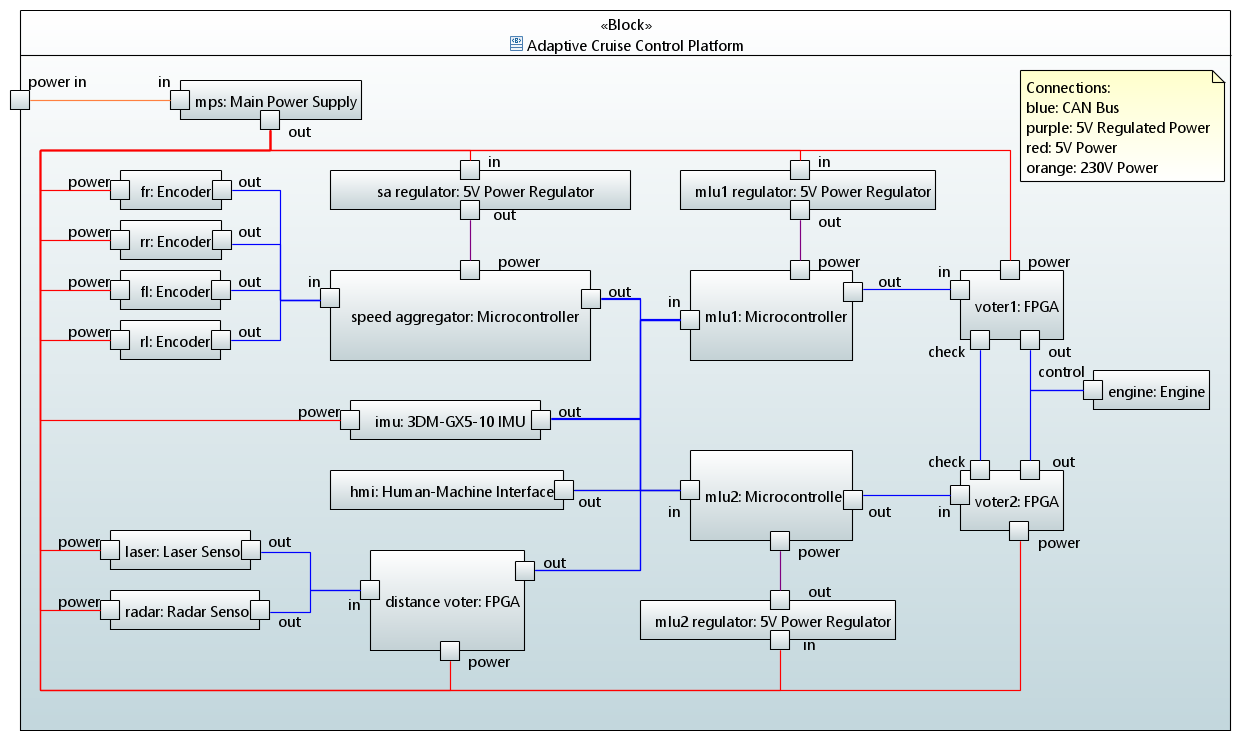 «Block»
Adaptive Cruise Control Platform
power in
in
mps: Main Power Supply
out
Connections:
blue: CAN Bus
purple: 5V Regulated Power
red: 5V Power
orange: 230V Power
power
fr: Encoder
out
in
sa regulator: 5V Power Regulator
out
in
mlu1 regulator: 5V Power Regulator
out
power
rr: Encoder
out
power
fl: Encoder
out
power
rl: Encoder
out
in
power
speed aggregator: Microcontroller
out
in
power
mlu1: Microcontroller
out
in
power
voter1: FPGA
check
out
control
engine: Engine
power
imu: 3DM-GX5-10 IMU
out
hmi: Human-Machine Interface
out
in
mlu2: Microcontrolle
out
power
check
out
voter2: FPGA
in
power
power
laser: Laser Senso
out
power
radar: Radar Senso
out
in
distance voter: FPGA
out
power
out
mlu2 regulator: 5V Power Regulator
in